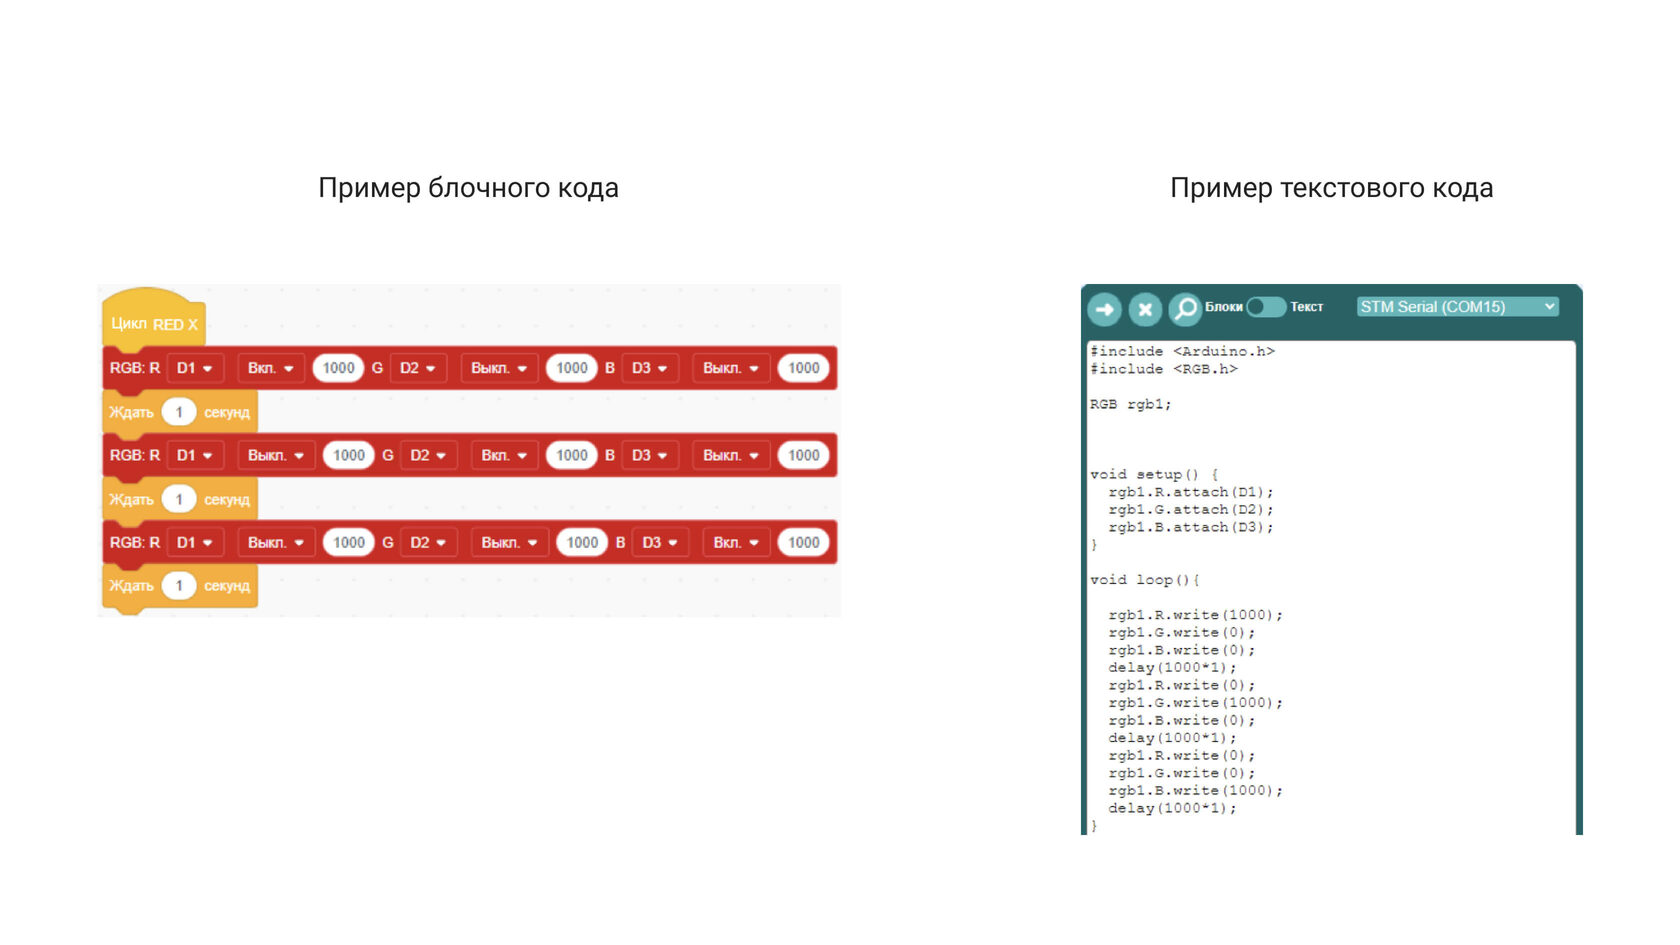 Пример блочного кода
Цикл RED X
RGB: R D1 Вкл. 1000 G D2 Выкл. 1000 B D3 Выкл. 1000
Ждать 1 секунд
RGB: R D1 Выкл. 1000 G D2 Вкл. 1000 B D3 Выкл. 1000
Ждать 1 секунд
RGB: R D1 Выкл. 1000 G D2 Выкл. 1000 B D3 Вкл. 1000
Ждать 1 секунд
Пример текстового кода
Блоки Текст STM Serial (COM15)
#include <Arduino.h>
#include <RGB.h>
RGB rgb1;
void setup() {
rgb1.R.attach(D1);
rgb1.G.attach(D2);
rgb1.B.attach(D3);
}
void loop(){
rgb1.R.write(1000);
rgb1.G.write(0);
rgb1.B.write(0);
delay(1000*1);
rgb1.R.write(0);
rgb1.G.write(1000);
rgb1.B.write(0);
delay(1000*1);
rgb1.R.write(0);
rgb1.G.write(0);
rgb1.B.write(1000);
delay(1000*1);
}